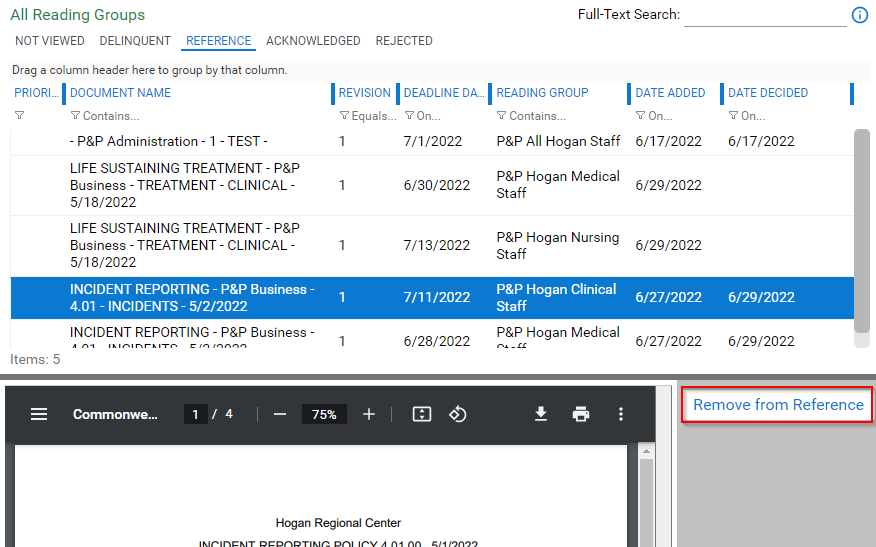 All Reading Groups
Full-Text Search:
NOT VIEWED DELINQUENT REFERENCE ACKNOWLEDGED REJECTED
Drag a column header here to group by that column.
PRIORI... DOCUMENT NAME REVISION DEADLINE DA... READING GROUP DATE ADDED DATE DECIDED
Contains... Equals... On... Contains... On... On...
- P&P Administration - 1 - TEST - 1 7/1/2022 P&P All Hogan Staff 6/17/2022 6/17/2022
LIFE SUSTAINING TREATMENT - P&P
Business - TREATMENT - CLINICAL -
5/18/2022
1 6/30/2022
P&P Hogan Medical
Staff
6/29/2022
LIFE SUSTAINING TREATMENT - P&P
Business - TREATMENT - CLINICAL -
5/18/2022
1 7/13/2022
P&P Hogan Nursing
Staff
6/29/2022
INCIDENT REPORTING - P&P Business -
4.01 - INCIDENTS - 5/2/2022
1 7/11/2022
P&P Hogan Clinical
Staff
6/27/2022 6/29/2022
INCIDENT REPORTING - P&P Business -
4.01 - INCIDENTS - 5/2/2022
1 6/28/2022
P&P Hogan Medical
Staff
6/27/2022 6/29/2022
Items: 5
Commonwe... 1 / 4 75%
Remove from Reference
Hogan Regional Center
INCIDENT REPORTING POLICY 4.01.00 - 5/1/2022